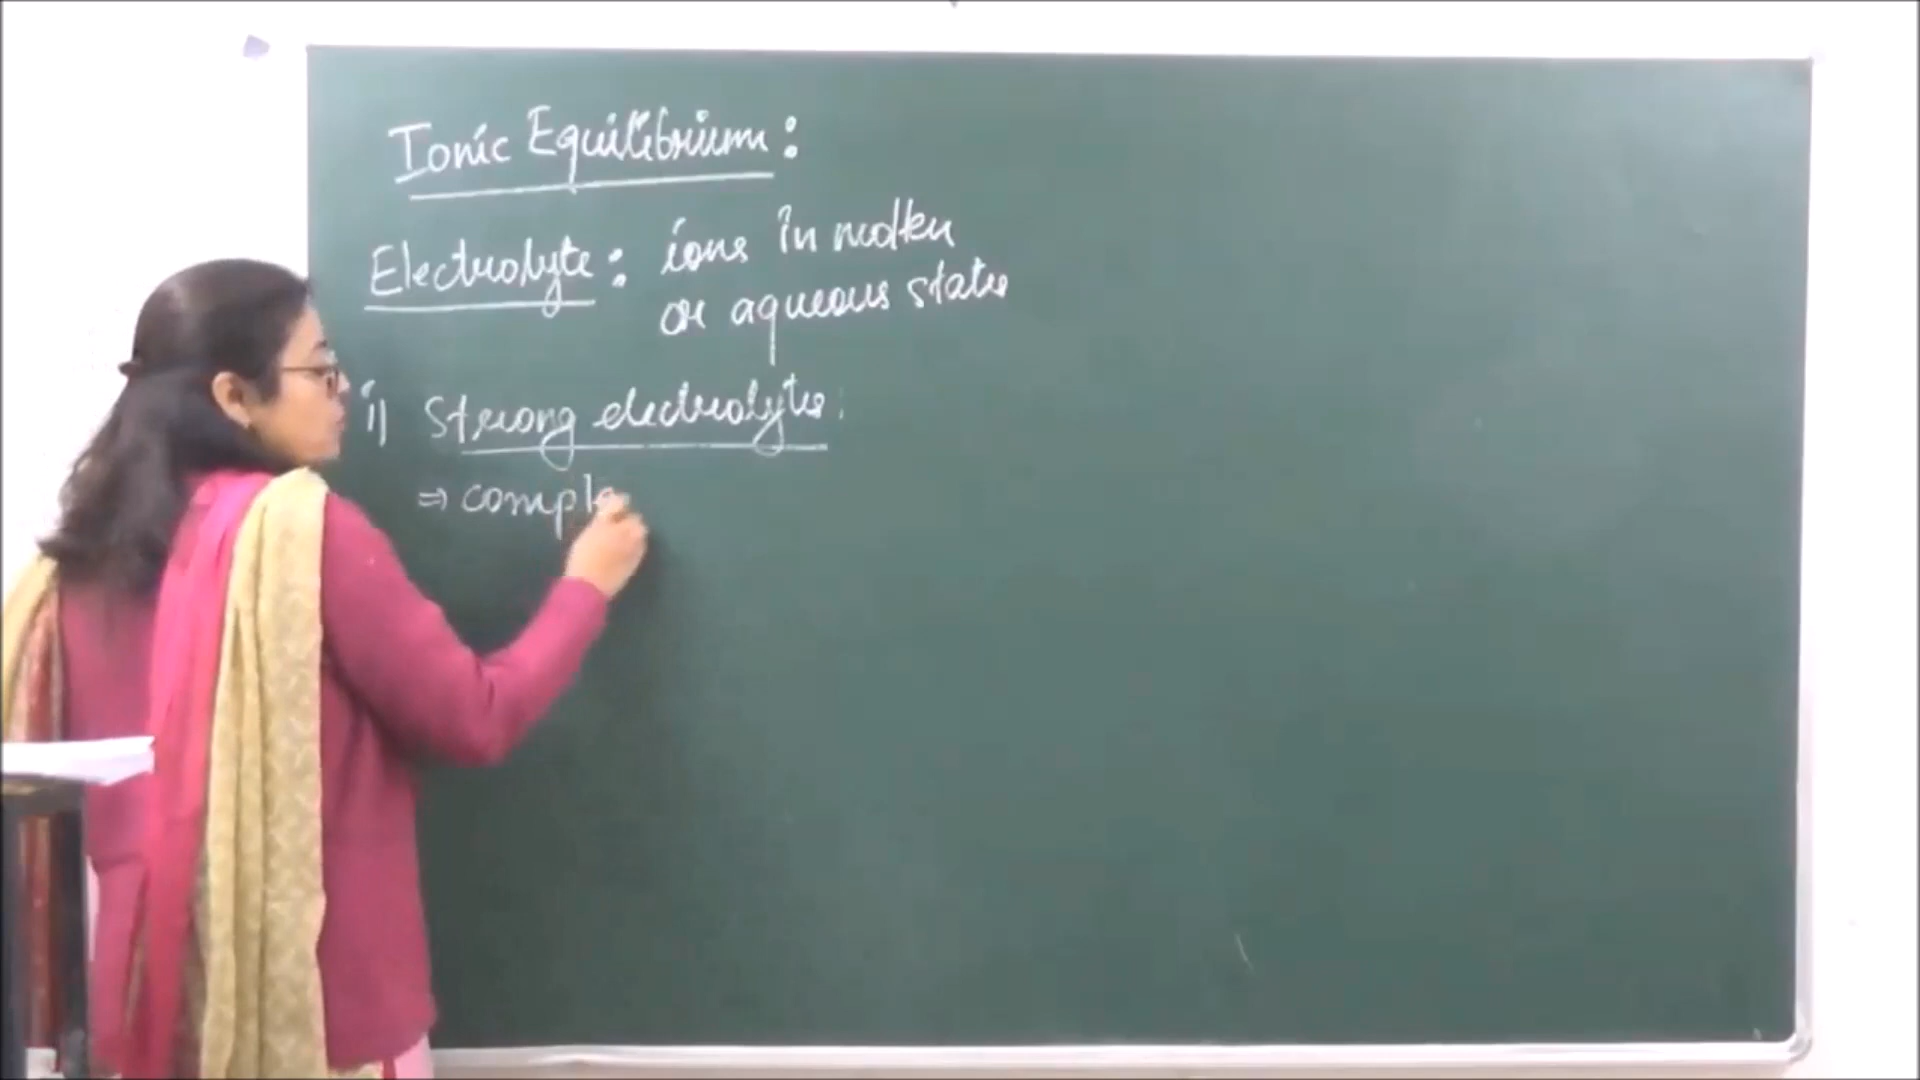 Ionic Equilibrium:
Electrolyte: ions in molten
or aqueous state
i) Strong electrolytes:
⇒ comple